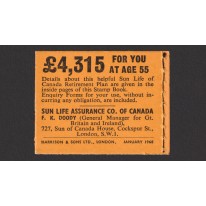 £4,315 FOR YOU
AT AGE 55
Details about this helpful Sun Life of
Canada Retirement Plan are given in the
inside pages of this Stamp Book.
Enquiry Forms for your use, without in-
curring any obligation, are included.
SUN LIFE ASSURANCE CO. OF CANADA
F. K. DOODY (General Manager for Gt.
Britain and Ireland),
727, Sun of Canada House, Cockspur St.,
London, S.W.1.
HARRISON & SONS LTD., LONDON, JANUARY 1968